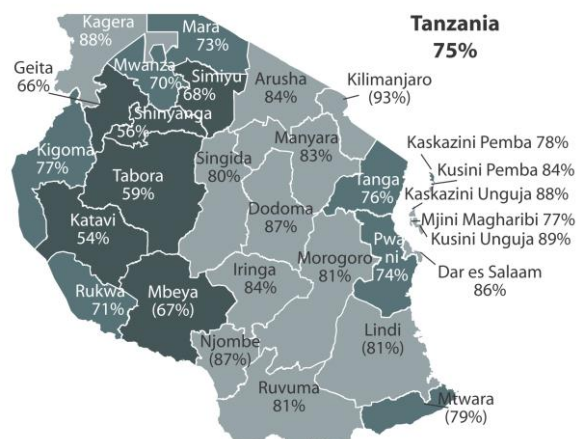 Tanzania
75%
Kagera
88%
Mara
73%
Mwanza
70%
Geita
66%
Simiyu
68%
Shinyanga
56%
Arusha
84%
Kilimanjaro
(93%)
Kigoma
77%
Tabora
59%
Singida
80%
Manyara
83%
Tanga
76%
Kaskazini Pemba 78%
Kusini Pemba 84%
Kaskazini Unguja 88%
Mjini Magharibi 77%
Kusini Unguja 89%
Katavi
54%
Dodoma
87%
Morogoro
81%
Pwa
ni
74%
Dar es Salaam
86%
Rukwa
71%
Mbeya
(67%)
Iringa
84%
Njombe
(87%)
Lindi
(81%)
Ruvuma
81%
Mtwara
(79%)